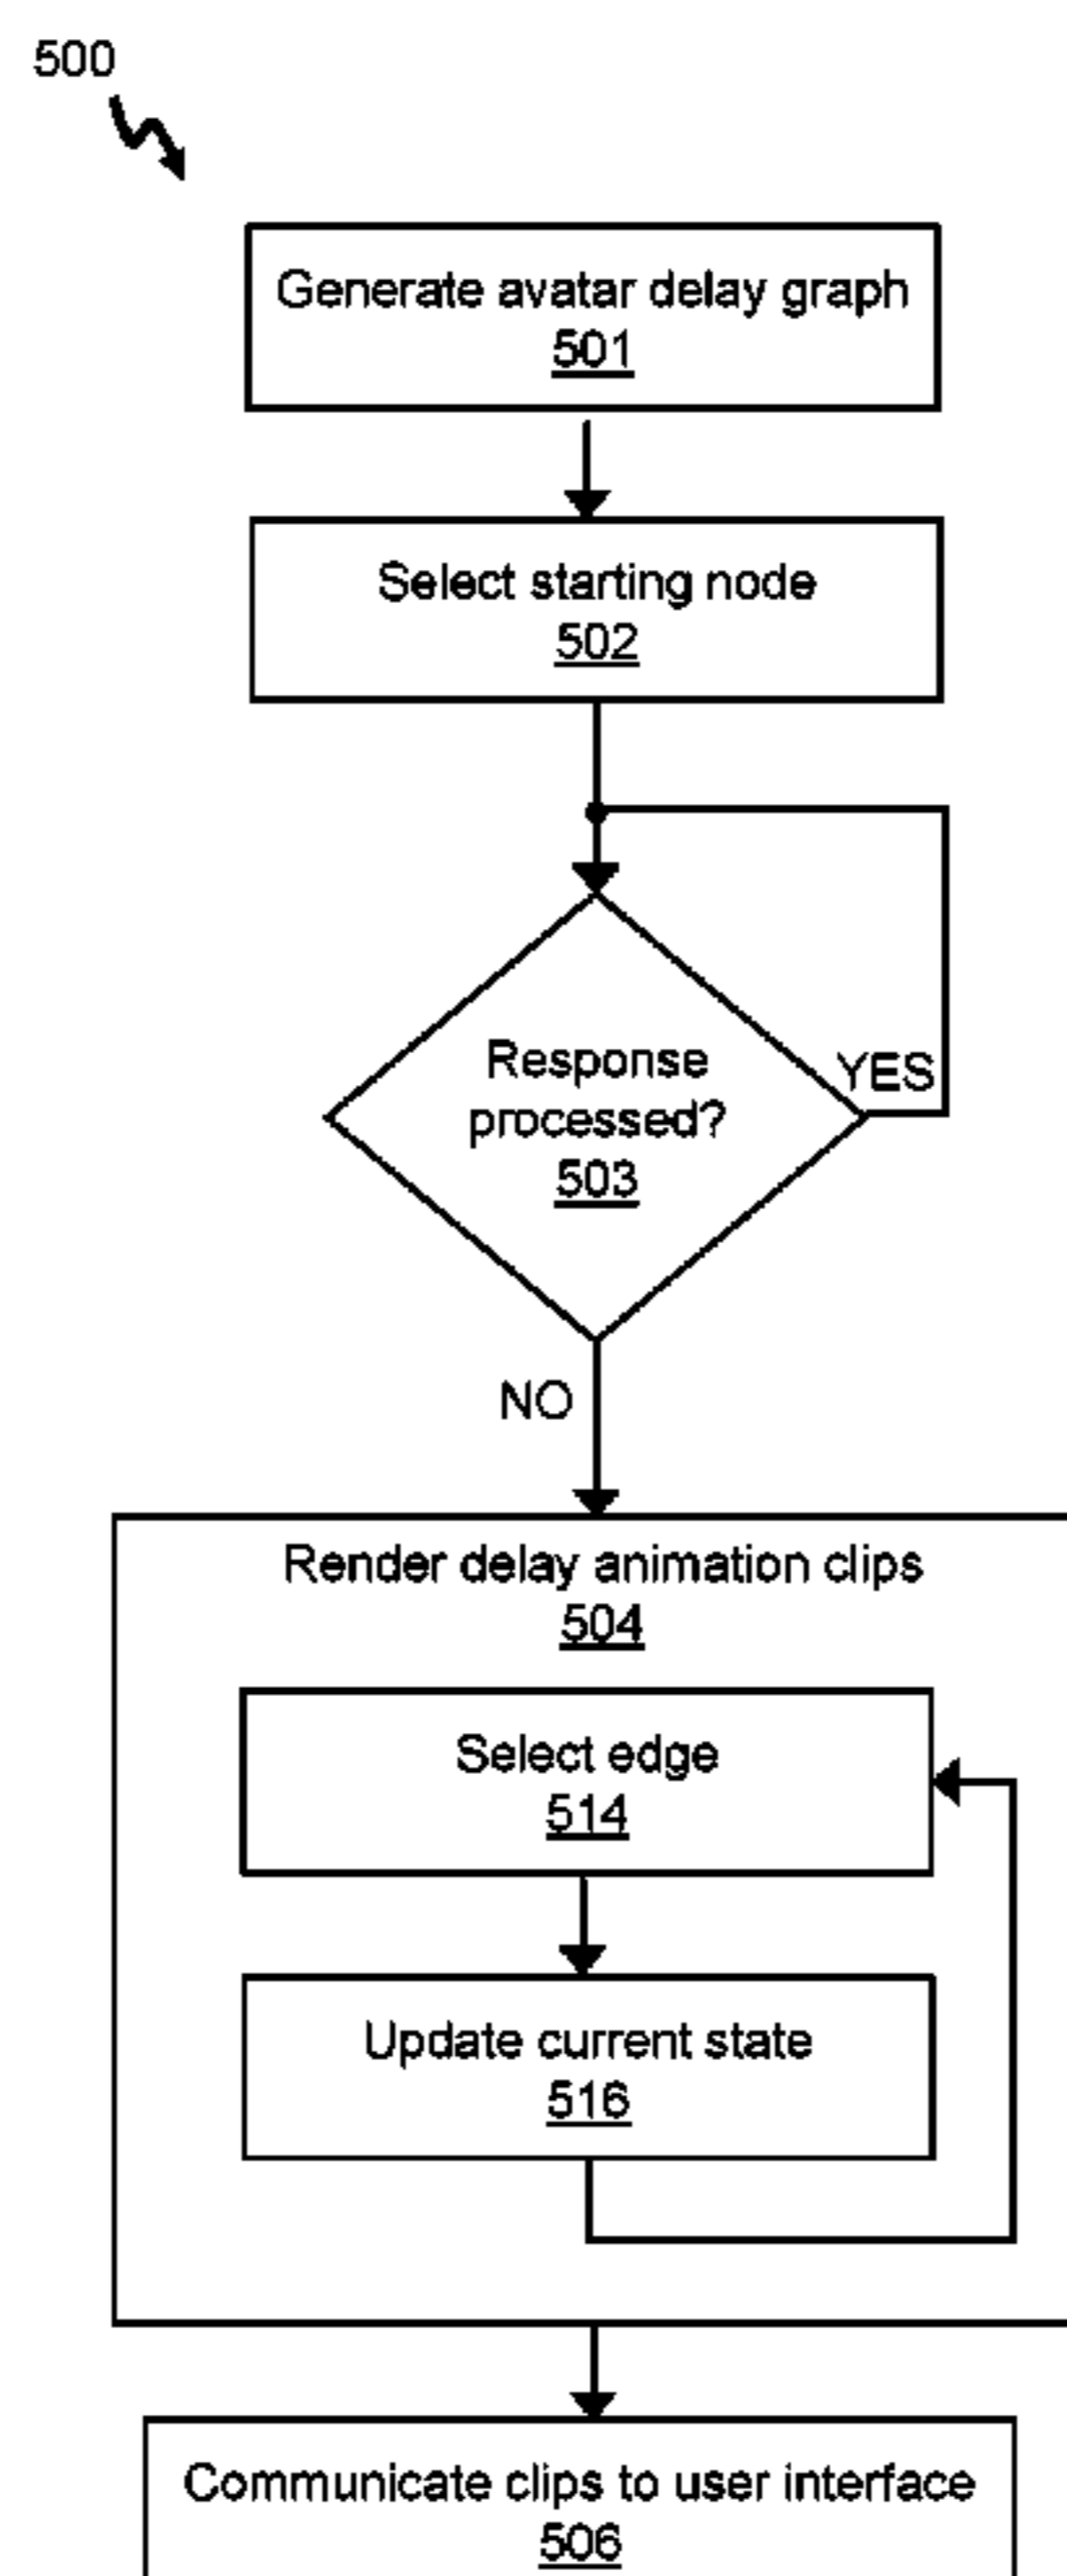 500
Generate avatar delay graph
501
Select starting node
502
Response
processed?
503
YES
NO
Render delay animation clips
504
Select edge
514
Update current state
516
Communicate clips to user interface
506